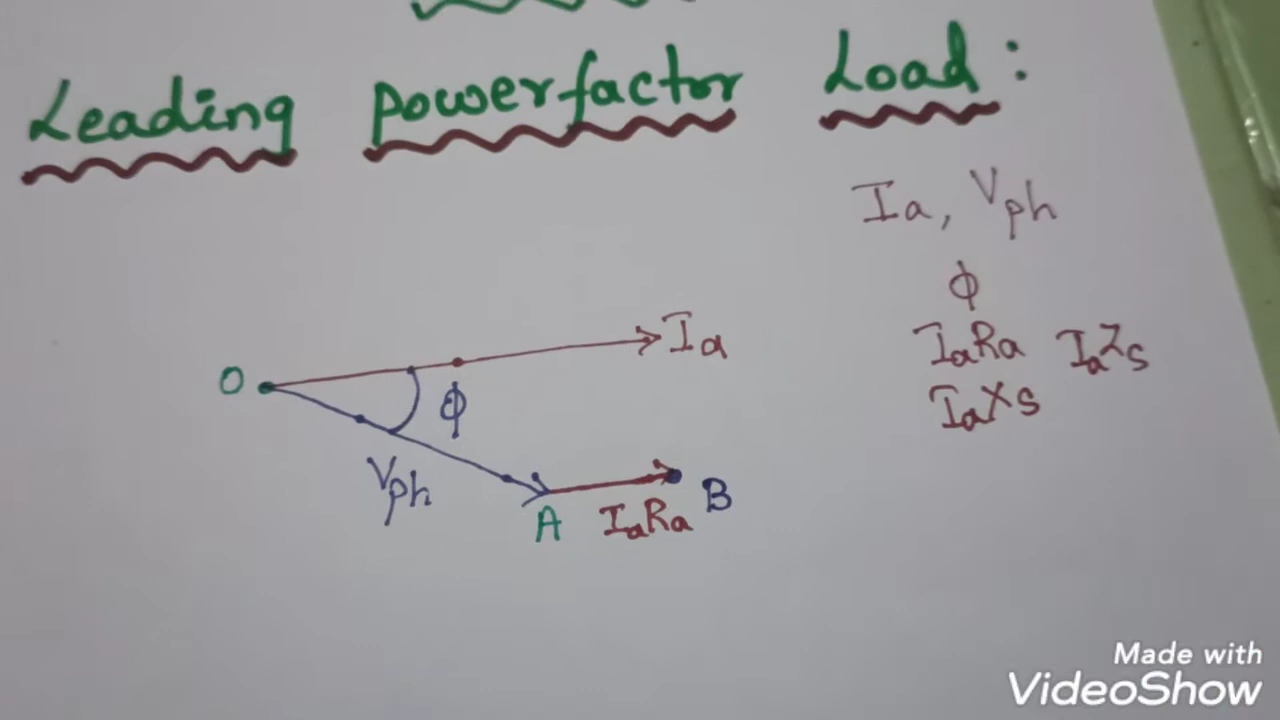 Leading powerfactor Load :
Ia, Vph
ϕ
IaRa IaZs
IaXs
Ia
O
ϕ
Vph
A IaRa B
Made with
VideoShow